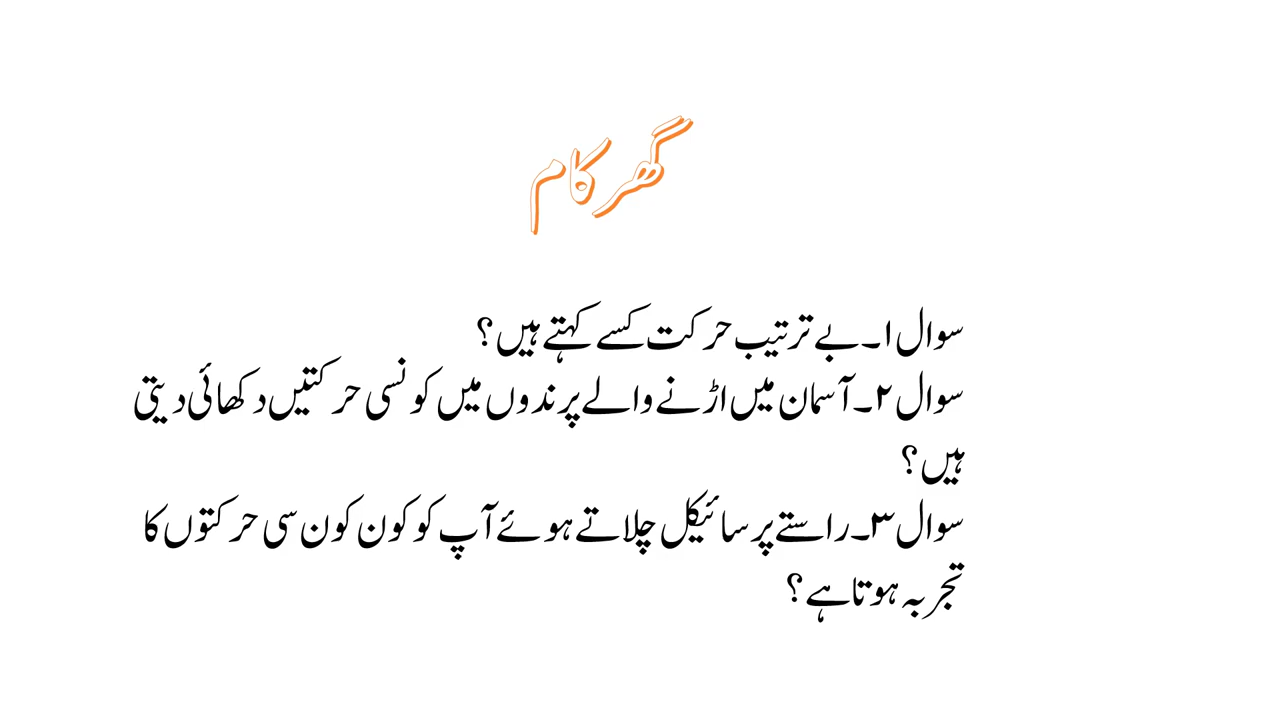 گھر کام
سوال ۱۔ بے ترتیب حرکت کسے کہتے ہیں؟
سوال ۲۔ آسمان میں اڑنے والے پرندوں میں کونسی حرکتیں دکھائی دیتی
ہیں؟
سوال ۳۔ راستے پر سائیکل چلاتے ہوئے آپ کو کون کون سی حرکتوں کا
تجربہ ہوتا ہے؟